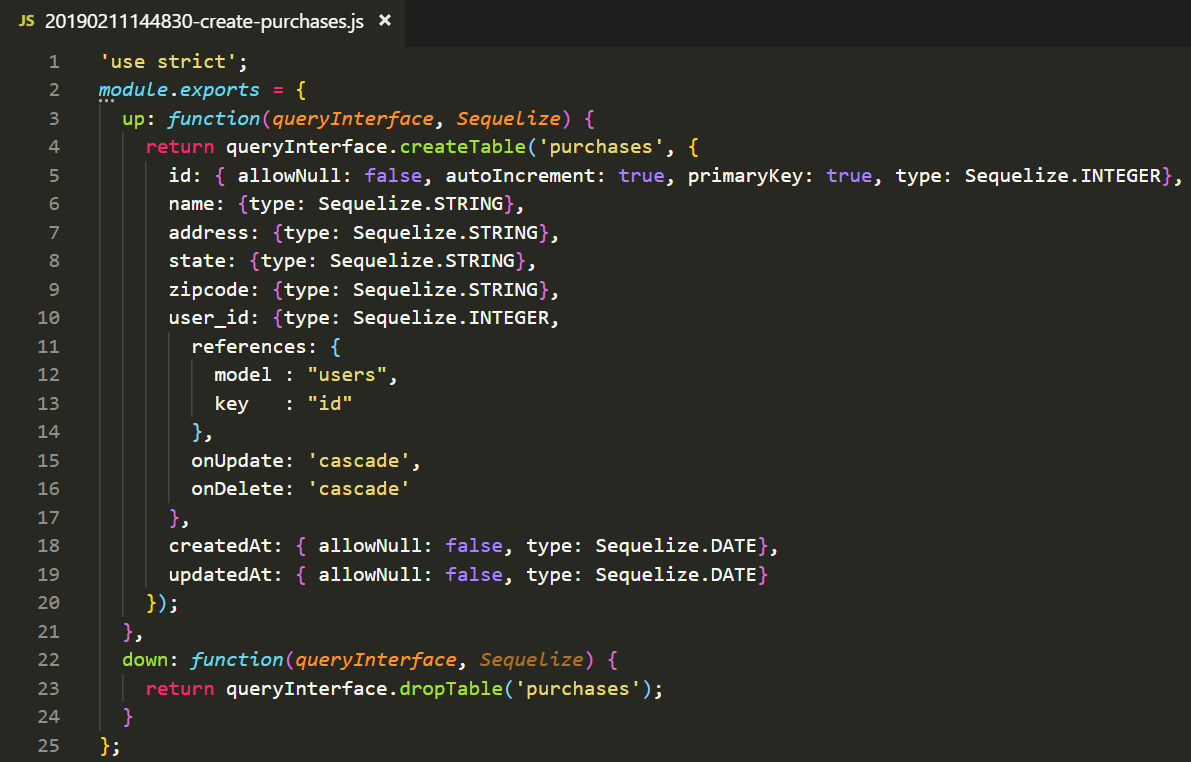 JS 20190211144830-create-purchases.js ×
1 'use strict';
2 module.exports = {
3 up: function(queryInterface, Sequelize) {
4 return queryInterface.createTable('purchases', {
5 id: { allowNull: false, autoIncrement: true, primaryKey: true, type: Sequelize.INTEGER},
6 name: {type: Sequelize.STRING},
7 address: {type: Sequelize.STRING},
8 state: {type: Sequelize.STRING},
9 zipcode: {type: Sequelize.STRING},
10 user_id: {type: Sequelize.INTEGER,
11 references: {
12 model : "users",
13 key   : "id"
14 },
15 onUpdate: 'cascade',
16 onDelete: 'cascade'
17 },
18 createdAt: { allowNull: false, type: Sequelize.DATE},
19 updatedAt: { allowNull: false, type: Sequelize.DATE}
20 });
21 },
22 down: function(queryInterface, Sequelize) {
23 return queryInterface.dropTable('purchases');
24 }
25 };